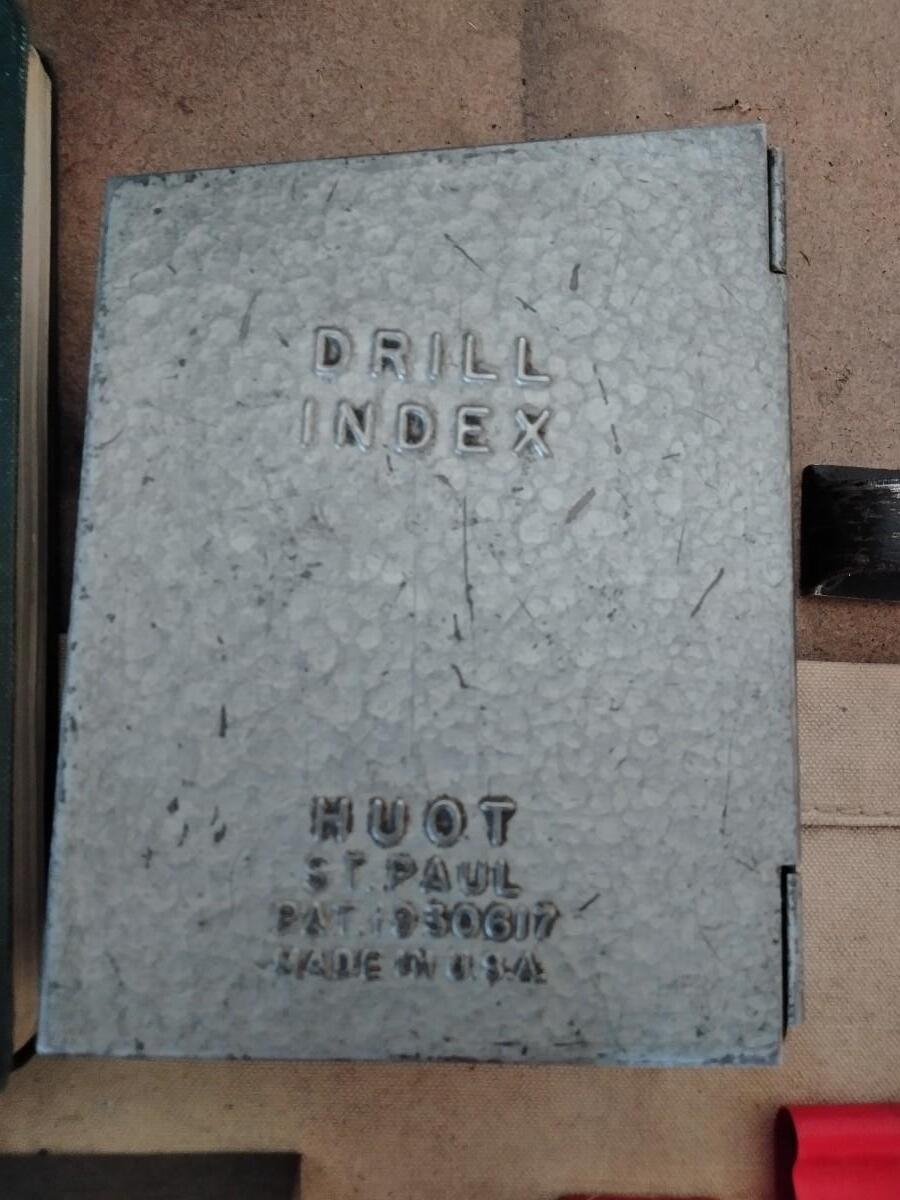 DRILL
INDEX
HUOT
ST. PAUL
PAT. 1930617
MADE IN U.S.A.